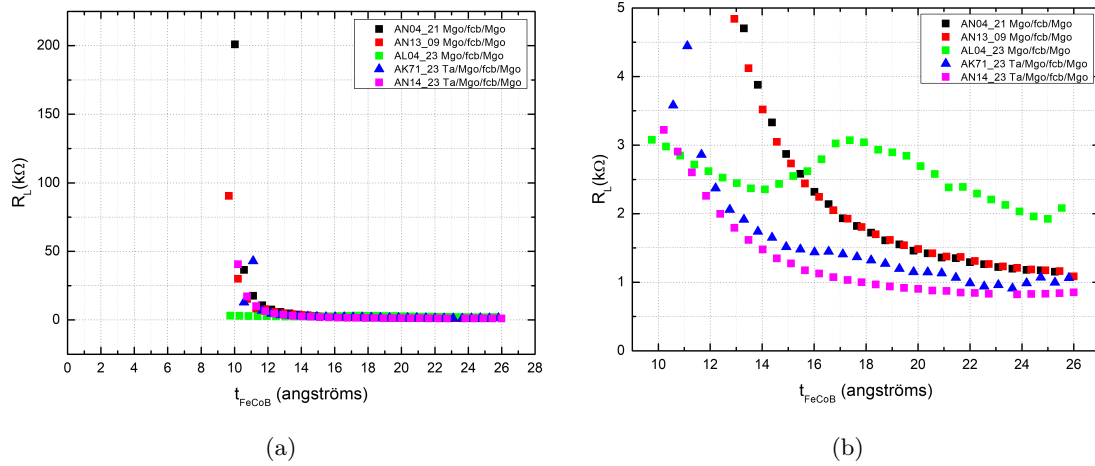 AN04_21 Mgo/fcb/Mgo
AN13_09 Mgo/fcb/Mgo
AL04_23 Mgo/fcb/Mgo
AK71_23 Ta/Mgo/fcb/Mgo
AN14_23 Ta/Mgo/fcb/Mgo
200
150
100
50
0
R_L(kΩ)
0 2 4 6 8 10 12 14 16 18 20 22 24 26 28
t_FeCoB (angströms)
(a)
AN04_21 Mgo/fcb/Mgo
AN13_09 Mgo/fcb/Mgo
AL04_23 Mgo/fcb/Mgo
AK71_23 Ta/Mgo/fcb/Mgo
AN14_23 Ta/Mgo/fcb/Mgo
5
4
3
2
1
0
R_L(kΩ)
10 12 14 16 18 20 22 24 26
t_FeCoB (angströms)
(b)